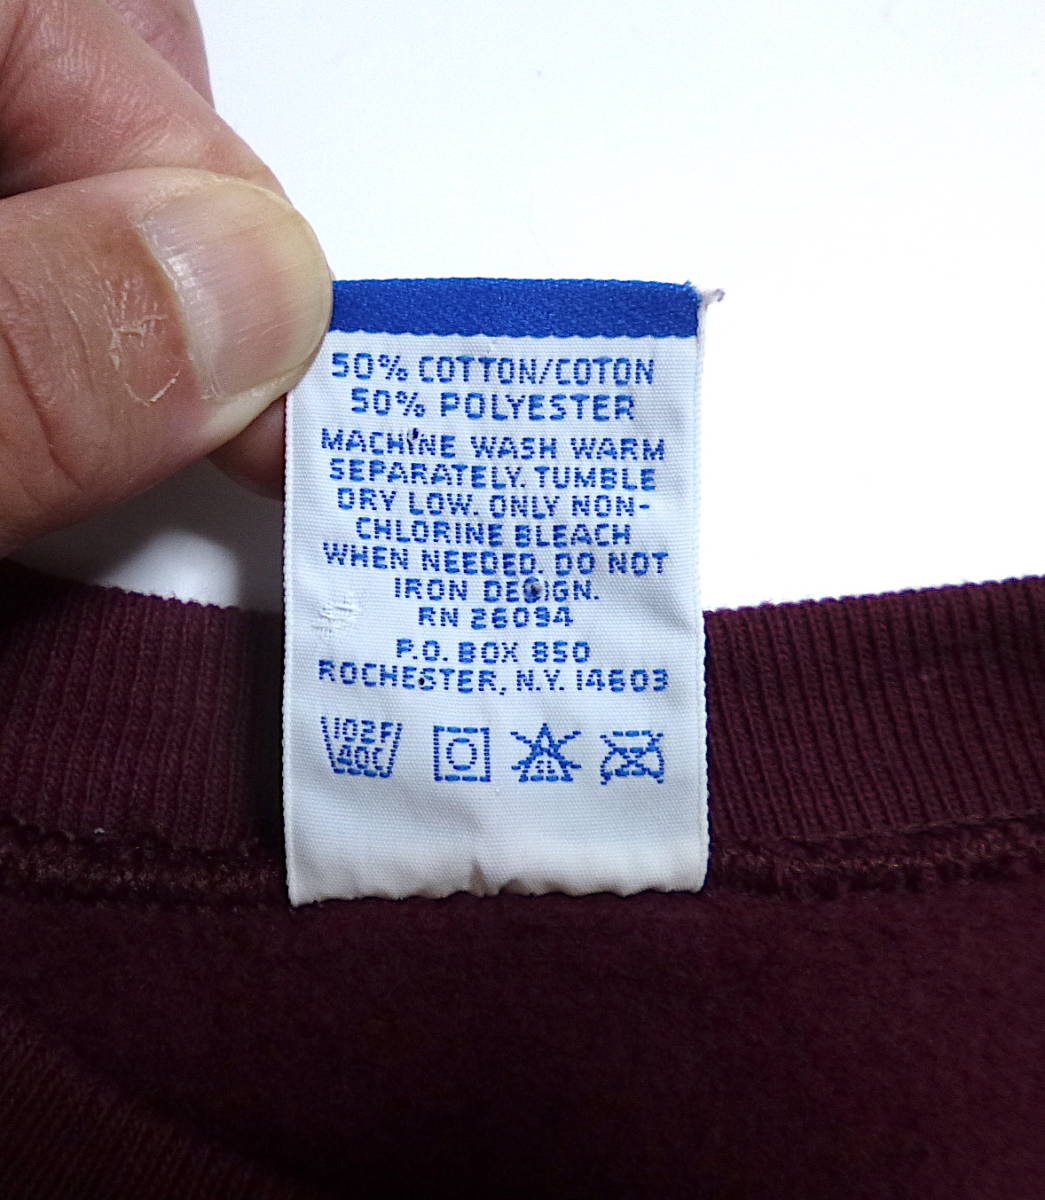 50% COTTON/COTON
50% POLYESTER
MACHINE WASH WARM
SEPARATELY. TUMBLE
DRY LOW. ONLY NON-
CHLORINE BLEACH
WHEN NEEDED. DO NOT
IRON DESIGN.
RN 26094
P.O. BOX 850
ROCHESTER, N.Y. 14603
102F
40C
CL